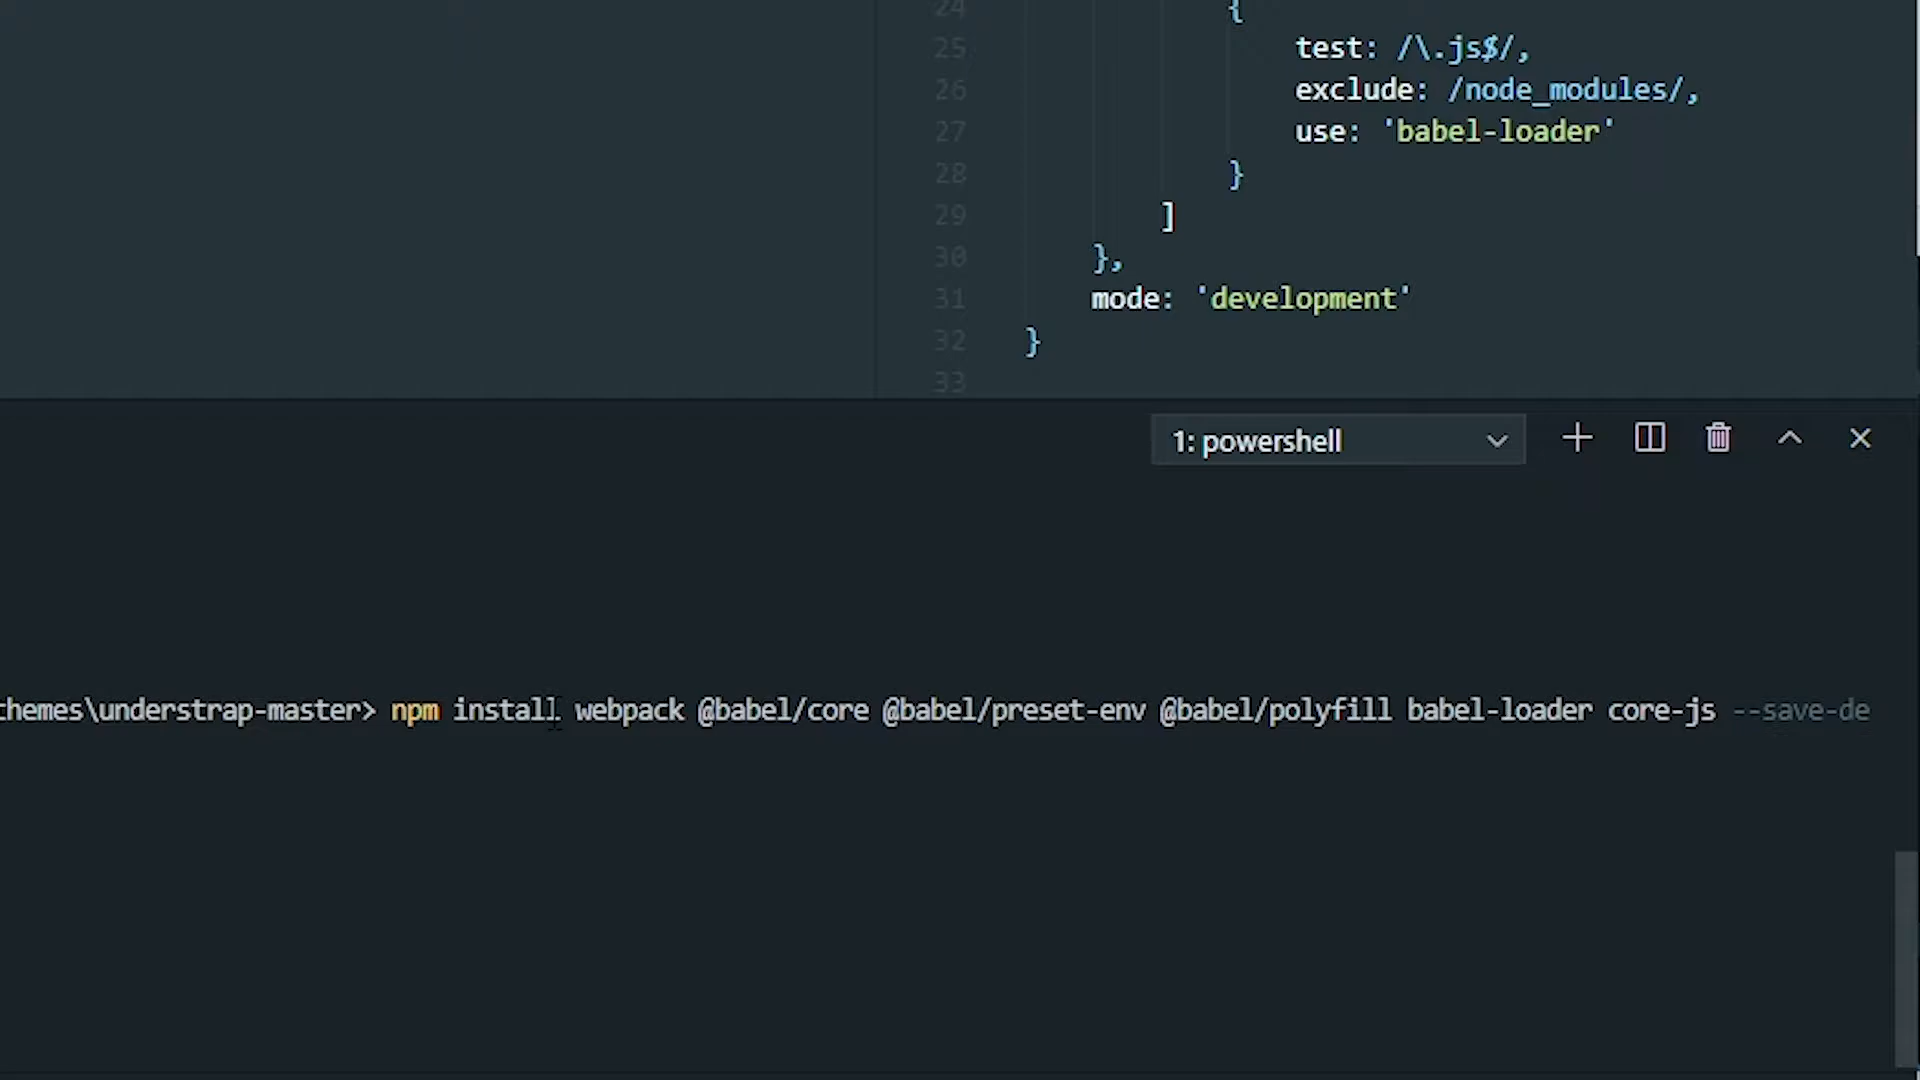 24 {
25 test: /\.js$/,
26 exclude: /node_modules/,
27 use: 'babel-loader'
28 }
29 ]
30 },
31 mode: 'development'
32 }
33
1: powershell
themes\understrap-master> npm install webpack @babel/core @babel/preset-env @babel/polyfill babel-loader core-js --save-de